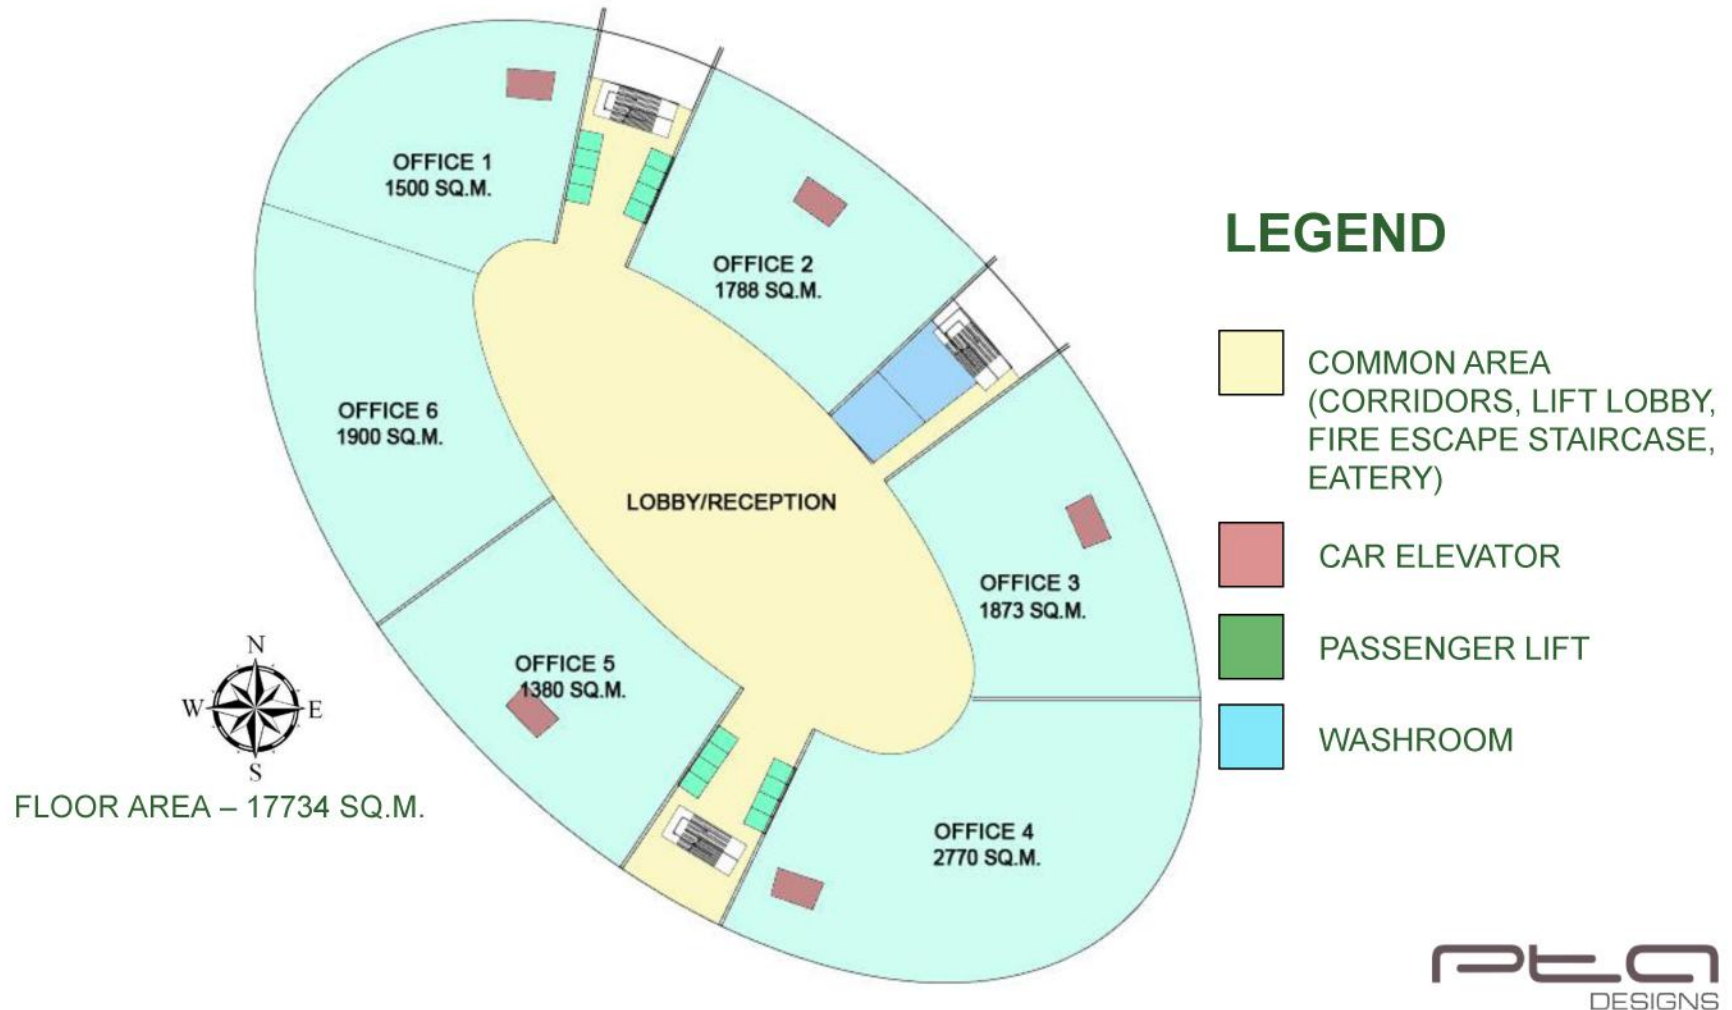 OFFICE 1
1500 SQ.M.
OFFICE 2
1788 SQ.M.
OFFICE 6
1900 SQ.M.
LOBBY/RECEPTION
OFFICE 3
1873 SQ.M.
OFFICE 5
1380 SQ.M.
OFFICE 4
2770 SQ.M.
N
W
E
S
FLOOR AREA – 17734 SQ.M.
LEGEND
COMMON AREA
(CORRIDORS, LIFT LOBBY,
FIRE ESCAPE STAIRCASE,
EATERY)
CAR ELEVATOR
PASSENGER LIFT
WASHROOM
pta
DESIGNS